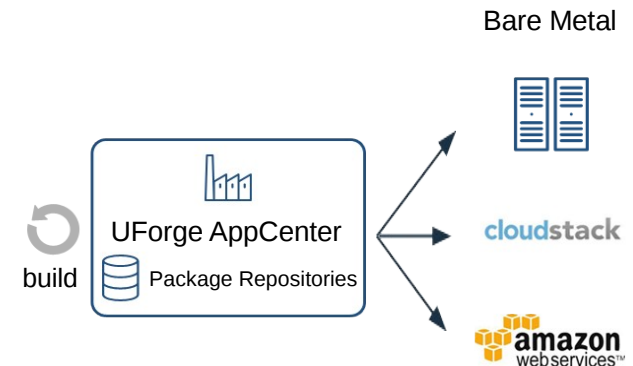 Bare Metal
UForge AppCenter
build
Package Repositories
cloudstack
amazon
webservices™